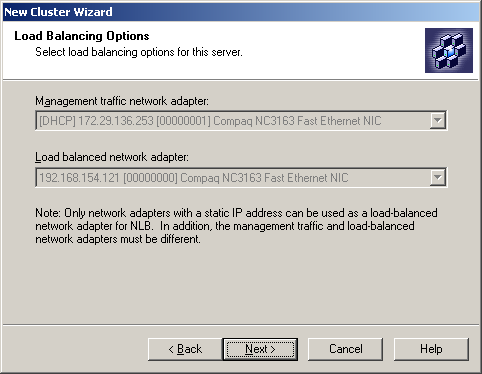 New Cluster Wizard
Load Balancing Options
Select load balancing options for this server.
Management traffic network adapter:
[DHCP] 172.29.136.253 [00000001] Compaq NC3163 Fast Ethernet NIC
Load balanced network adapter:
192.168.154.121 [00000000] Compaq NC3163 Fast Ethernet NIC
Note: Only network adapters with a static IP address can be used as a load-balanced
network adapter for NLB. In addition, the management traffic and load-balanced
network adapters must be different.
< Back
Next >
Cancel
Help